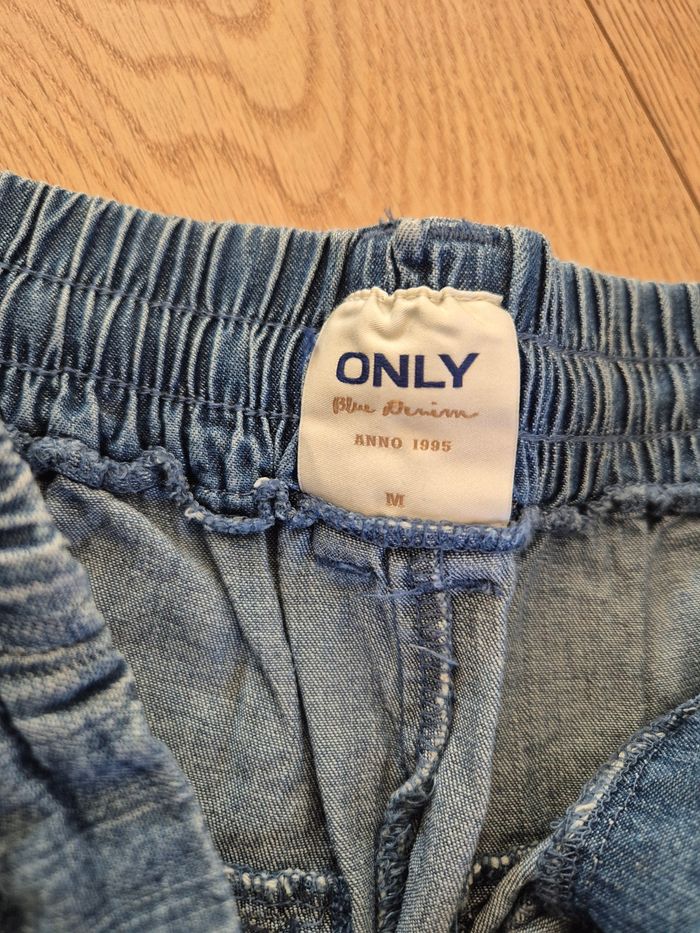 ONLY
Blue Denim
ANNO 1995
M